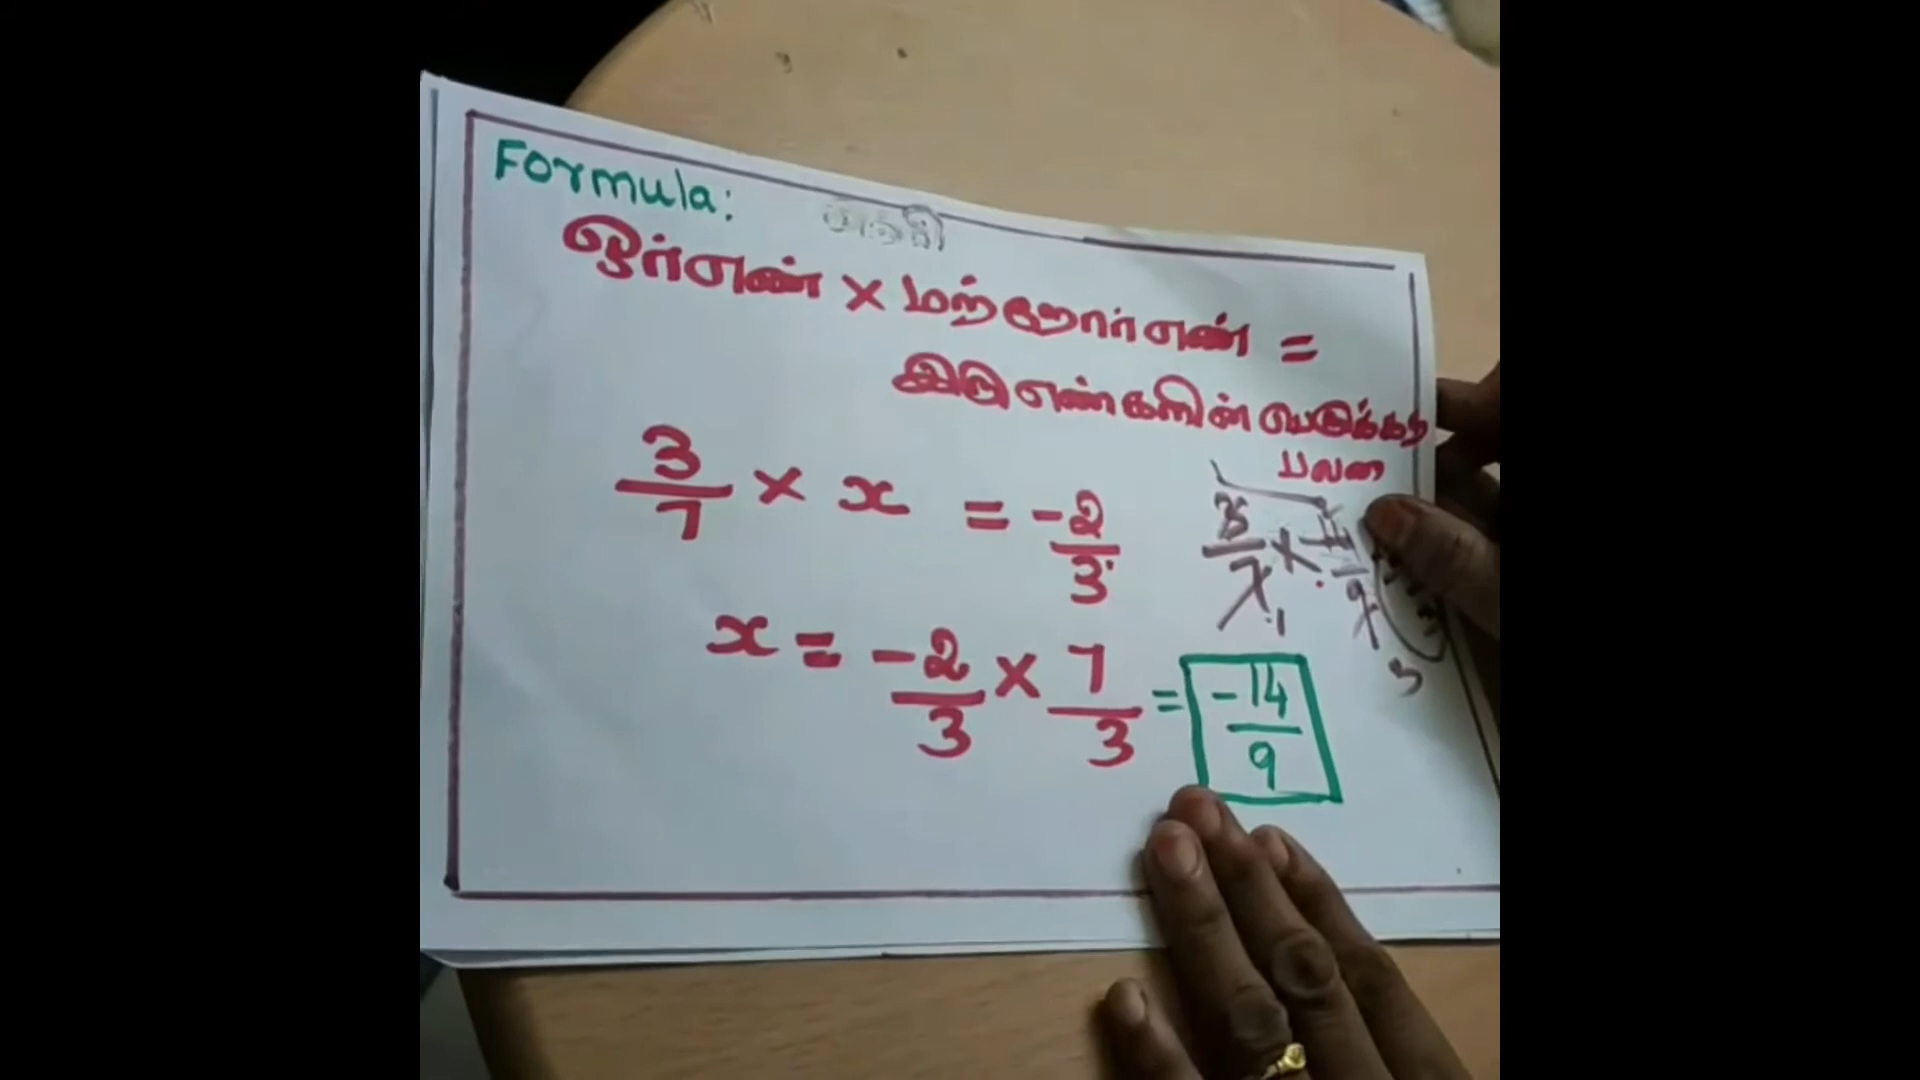 Formula:
ஓர்எண் × மற்றோர்எண் =
இரு எண்களின் பெருக்கற்
பலன்
3/7 × x = -2/3
x = -2/3 × 7/3 = -14/9